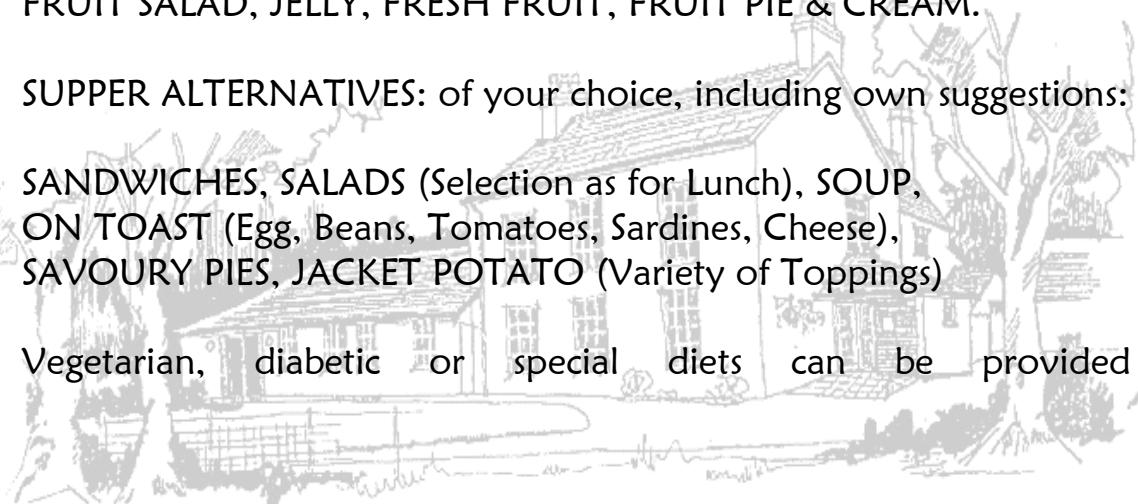 FRUIT SALAD, JELLY, FRESH FRUIT, FRUIT PIE & CREAM.
SUPPER ALTERNATIVES: of your choice, including own suggestions:
SANDWICHES, SALADS (Selection as for Lunch), SOUP,
ON TOAST (Egg, Beans, Tomatoes, Sardines, Cheese),
SAVOURY PIES, JACKET POTATO (Variety of Toppings)
Vegetarian, diabetic or special diets can be provided